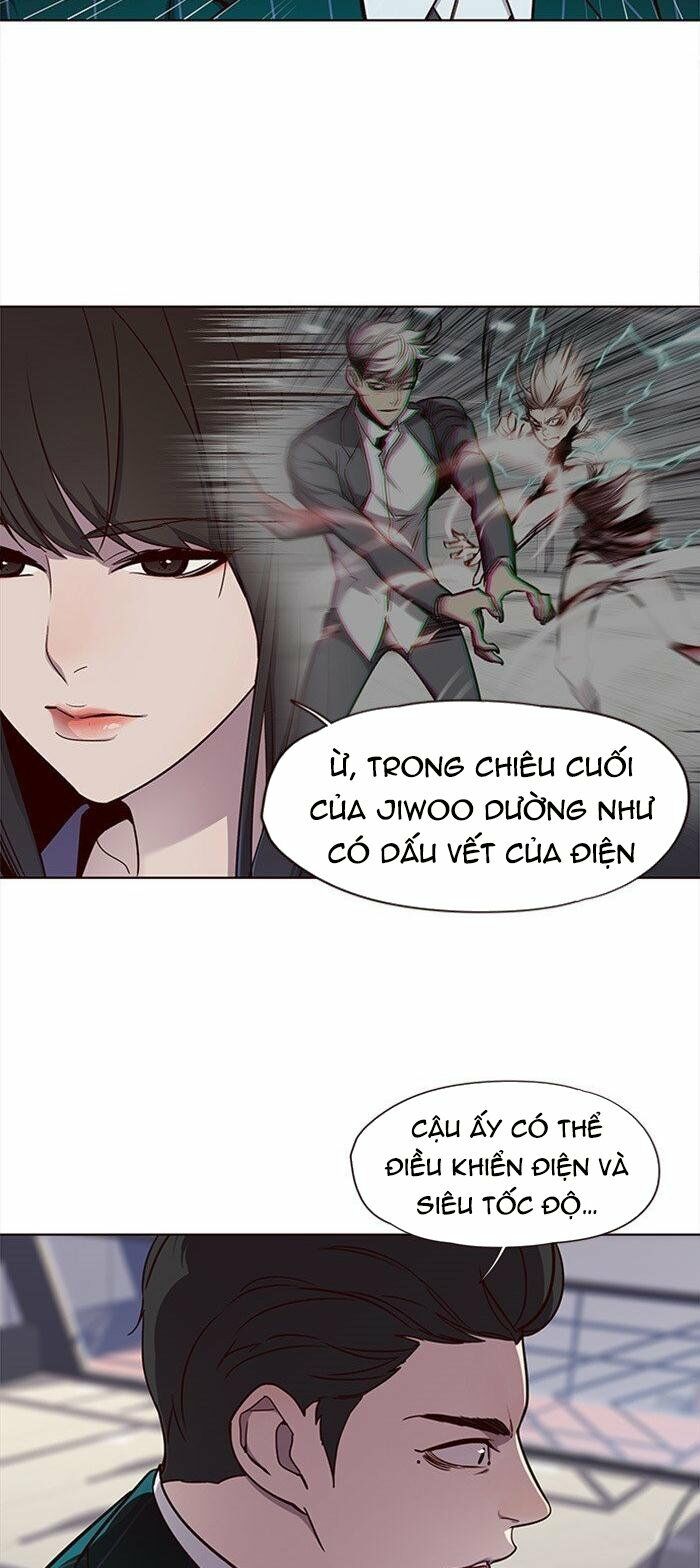 Ừ, TRONG CHIÊU CUỐI
CỦA JIWOO DƯỜNG NHƯ
CÓ DẤU VẾT CỦA ĐIỆN
CẬU ẤY CÓ THỂ
ĐIỀU KHIỂN ĐIỆN VÀ
SIÊU TỐC ĐỘ...